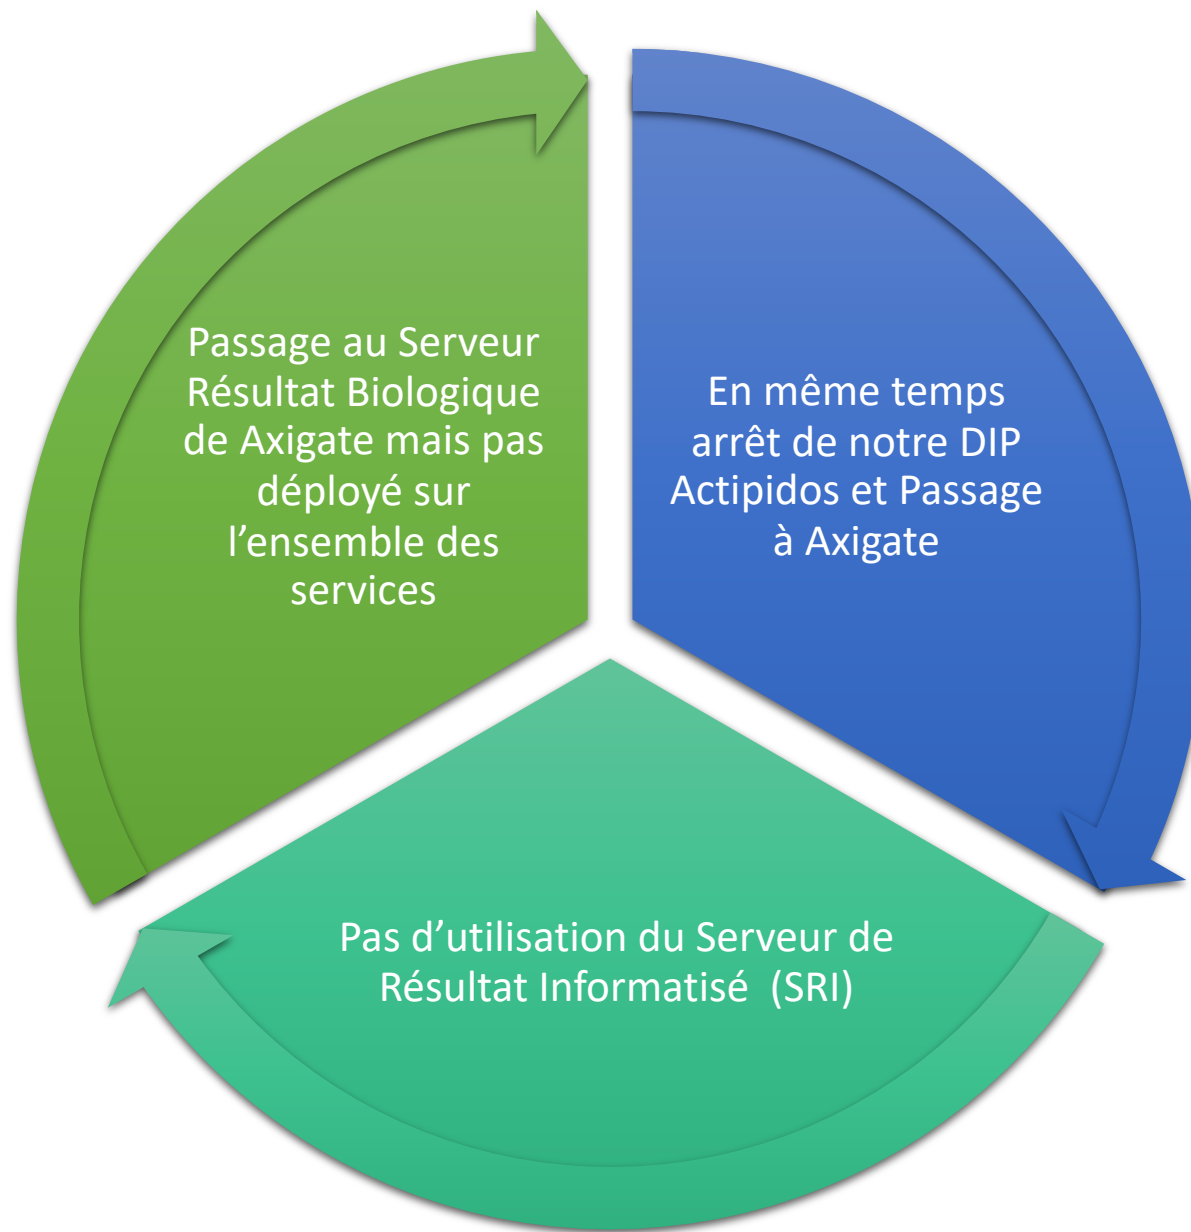 Passage au Serveur
Résultat Biologique
de Axigate mais pas
déployé sur
l’ensemble des
services
En même temps
arrêt de notre DIP
Actipidos et Passage
à Axigate
Pas d’utilisation du Serveur de
Résultat Informatisé  (SRI)